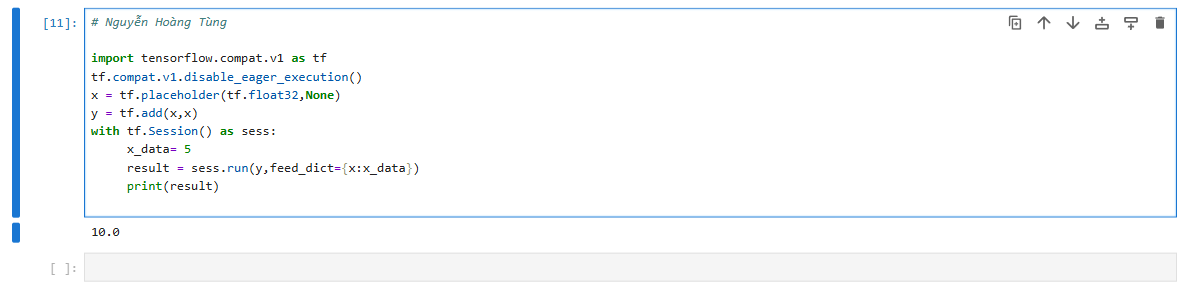 [11]: # Nguyễn Hoàng Tùng
import tensorflow.compat.v1 as tf
tf.compat.v1.disable_eager_execution()
x = tf.placeholder(tf.float32,None)
y = tf.add(x,x)
with tf.Session() as sess:
     x_data= 5
     result = sess.run(y,feed_dict={x:x_data})
     print(result)
10.0
[ ]: